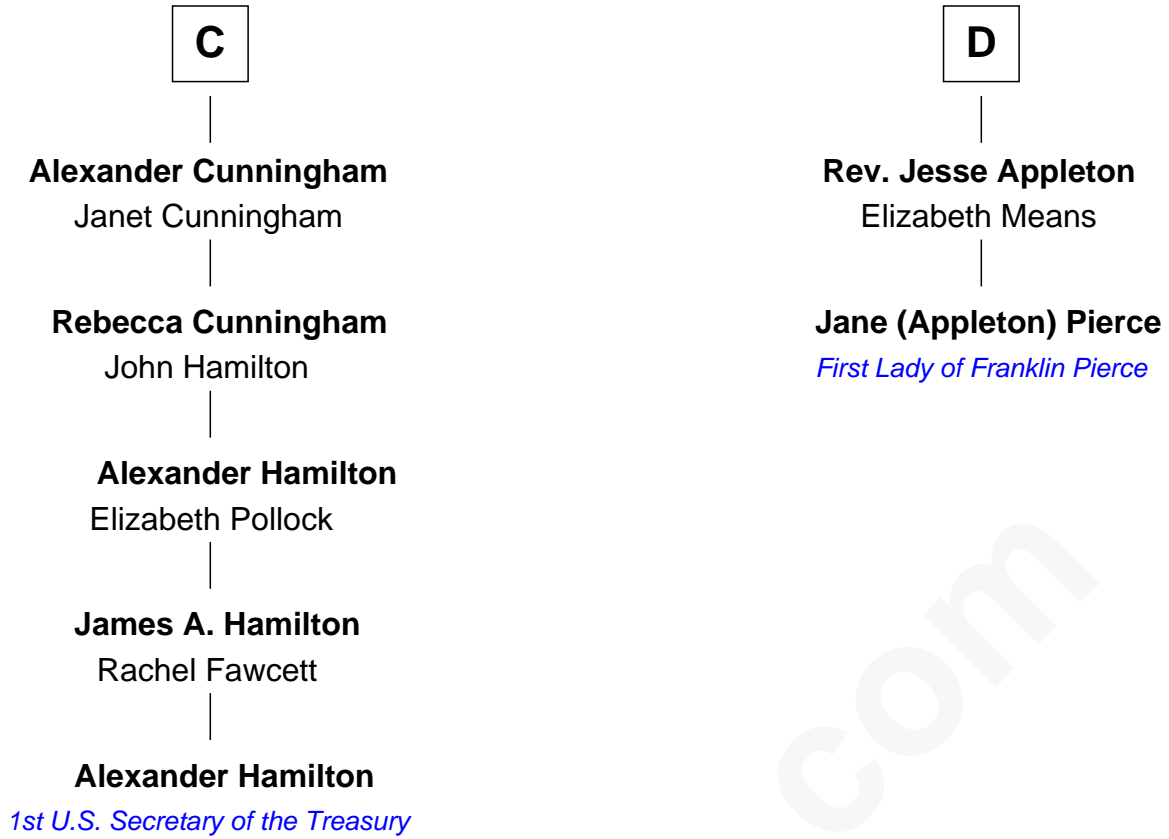 C
Alexander Cunningham
Janet Cunningham
Rebecca Cunningham
John Hamilton
Alexander Hamilton
Elizabeth Pollock
James A. Hamilton
Rachel Fawcett
Alexander Hamilton
1st U.S. Secretary of the Treasury
D
Rev. Jesse Appleton
Elizabeth Means
Jane (Appleton) Pierce
First Lady of Franklin Pierce
com